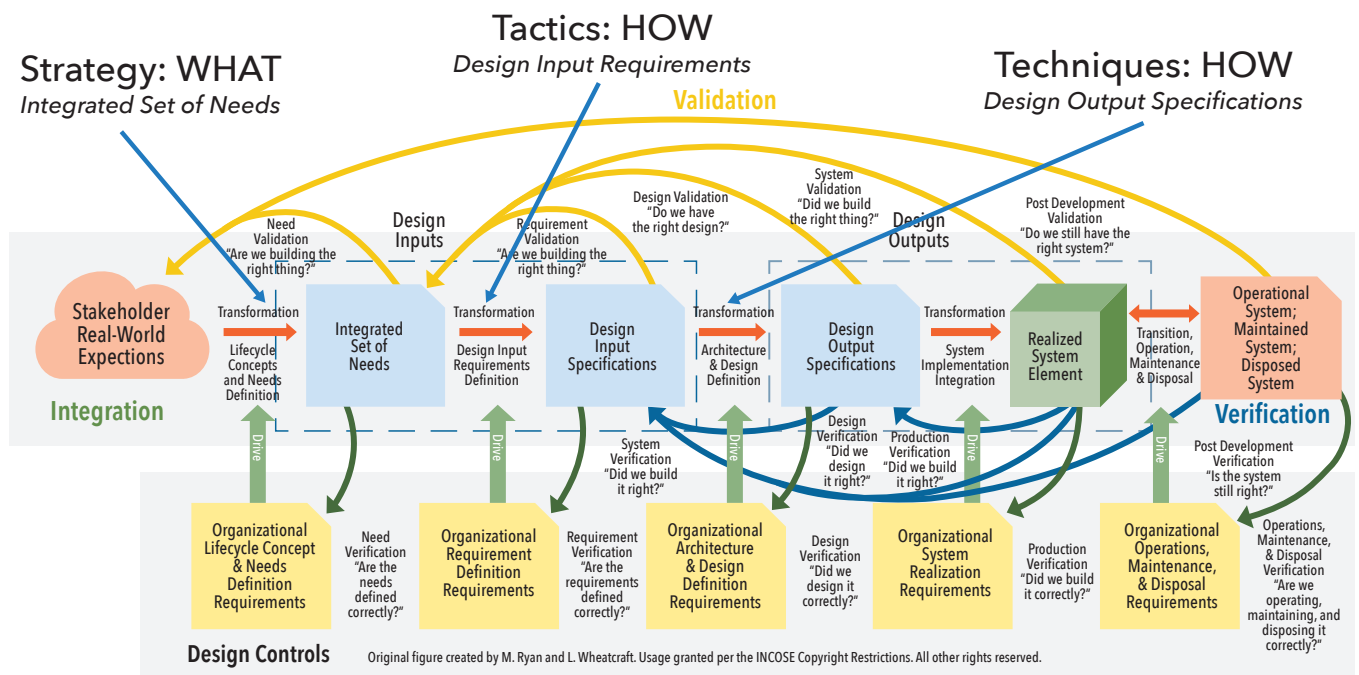 Tactics: HOW
Design Input Requirements
Strategy: WHAT
Integrated Set of Needs
Techniques: HOW
Design Output Specifications
Validation
Need
Validation
“Are we building the
right thing?”
Design
Inputs
Requirement
Validation
“Are we building the
right thing?”
Design Validation
“Do we have
the right design?”
System
Validation
“Did we build
the right thing?”
Design
Outputs
Post Development
Validation
“Do we still have the
right system?”
Stakeholder
Real-World
Expections
Transformation
Lifecycle
Concepts
and Needs
Definition
Integrated
Set of
Needs
Transformation
Design Input
Requirements
Definition
Design
Input
Specifications
Transformation
Architecture
& Design
Definition
Design
Output
Specifications
Transformation
System
Implementation
Integration
Realized
System
Element
Transition,
Operation,
Maintenance
& Disposal
Operational
System;
Maintained
System;
Disposed
System
Integration
Verification
Drive
Drive
Drive
Drive
Drive
System
Verification
“Did we build
it right?”
Design
Verification
“Did we
design
it right?”
Production
Verification
“Did we build
it right?”
Post Development
Verification
“Is the system
still right?”
Organizational
Lifecycle Concept
& Needs
Definition
Requirements
Need
Verification
“Are the
needs
defined
correctly?”
Organizational
Requirement
Definition
Requirements
Requirement
Verification
“Are the
requirements
defined
correctly?”
Organizational
Architecture
& Design
Definition
Requirements
Design
Verification
“Did we
design it
correctly?”
Organizational
System
Realization
Requirements
Production
Verification
“Did we build
it correctly?”
Organizational
Operations,
Maintenance,
& Disposal
Requirements
Operations,
Maintenance,
& Disposal
Verification
“Are we
operating,
maintaining, and
disposing it
correctly?”
Design Controls
Original figure created by M. Ryan and L. Wheatcraft. Usage granted per the INCOSE Copyright Restrictions. All other rights reserved.